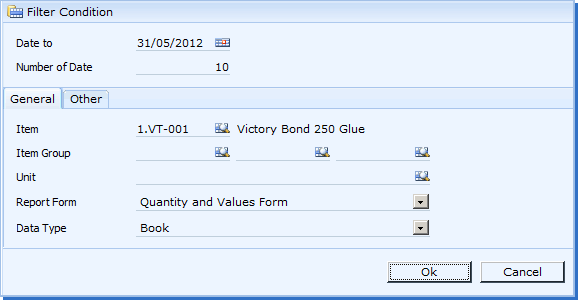 Filter Condition
Date to 31/05/2012
Number of Date 10
General Other
Item 1.VT-001 Victory Bond 250 Glue
Item Group
Unit
Report Form Quantity and Values Form
Data Type Book
Ok Cancel